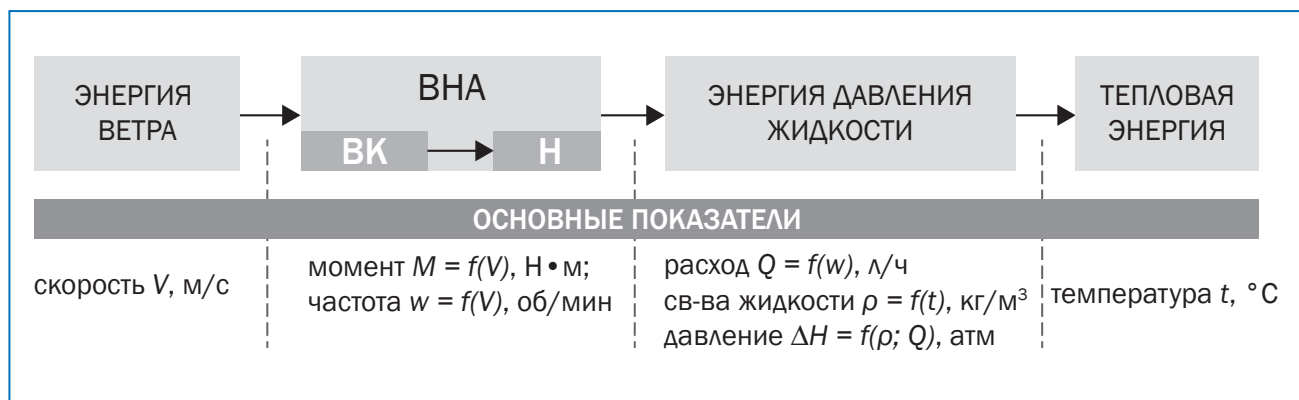 ЭНЕРГИЯ
ВЕТРА
ВНА
ВК
Н
ЭНЕРГИЯ ДАВЛЕНИЯ
ЖИДКОСТИ
ТЕПЛОВАЯ
ЭНЕРГИЯ
ОСНОВНЫЕ ПОКАЗАТЕЛИ
скорость V, м/с
момент M = f(V), Н•м;
частота w = f(V), об/мин
расход Q = f(w), л/ч
св-ва жидкости ρ = f(t), кг/м³
давление ΔH = f(ρ; Q), атм
температура t, °C